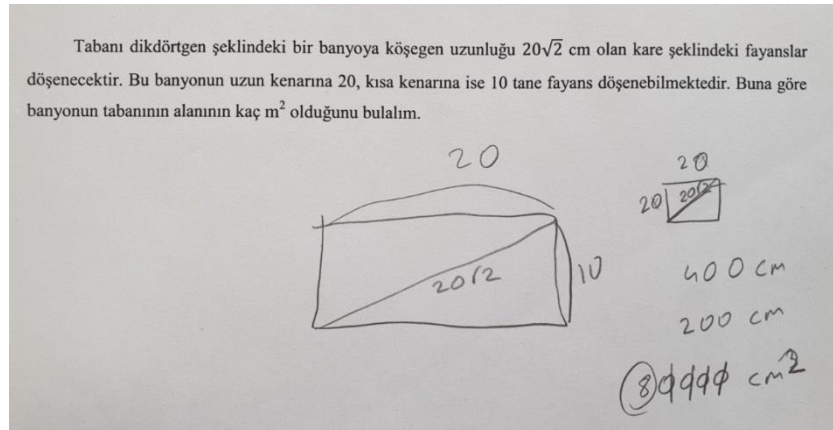 Tabanı dikdörtgen şeklindeki bir banyoya köşegen uzunluğu 20√2 cm olan kare şeklindeki fayanslar
döşenecektir. Bu banyonun uzun kenarına 20, kısa kenarına ise 10 tane fayans döşenebilmektedir. Buna göre
banyonun tabanının alanının kaç m² olduğunu bulalım.
20
20
20√2
20
20√2
10
400 cm
200 cm
80000 cm²